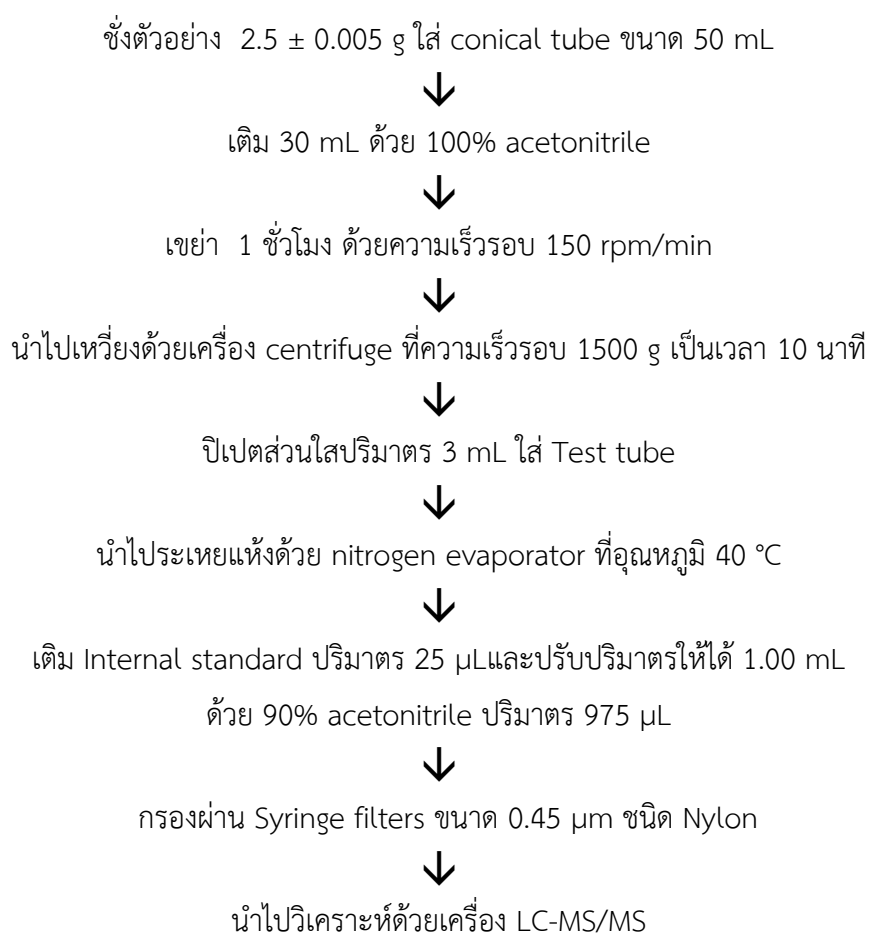 ชั่งตัวอย่าง 2.5 ± 0.005 g ใส่ conical tube ขนาด 50 mL
เติม 30 mL ด้วย 100% acetonitrile
เขย่า 1 ชั่วโมง ด้วยความเร็วรอบ 150 rpm/min
นำไปเหวี่ยงด้วยเครื่อง centrifuge ที่ความเร็วรอบ 1500 g เป็นเวลา 10 นาที
ปิเปตส่วนใสปริมาตร 3 mL ใส่ Test tube
นำไประเหยแห้งด้วย nitrogen evaporator ที่อุณหภูมิ 40 °C
เติม Internal standard ปริมาตร 25 µLและปรับปริมาตรให้ได้ 1.00 mL
ด้วย 90% acetonitrile ปริมาตร 975 µL
กรองผ่าน Syringe filters ขนาด 0.45 µm ชนิด Nylon
นำไปวิเคราะห์ด้วยเครื่อง LC-MS/MS